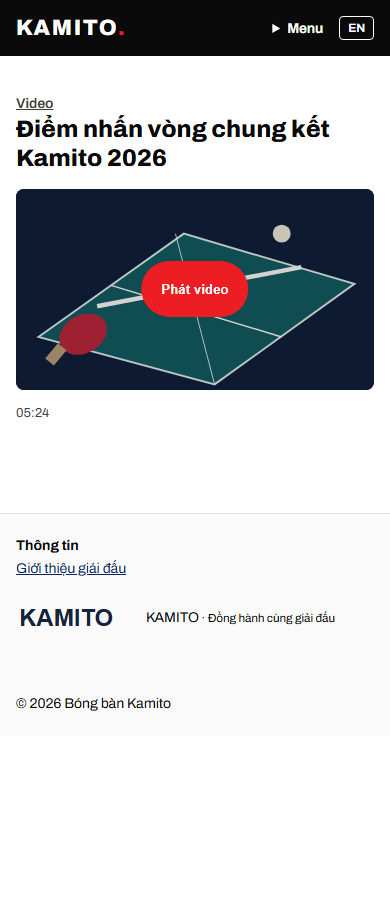 KAMITO.
Menu
EN
Video
Điểm nhấn vòng chung kết
Kamito 2026
Phát video
05:24
Thông tin
Giới thiệu giải đấu
KAMITO
KAMITO · Đồng hành cùng giải đấu
© 2026 Bóng bàn Kamito